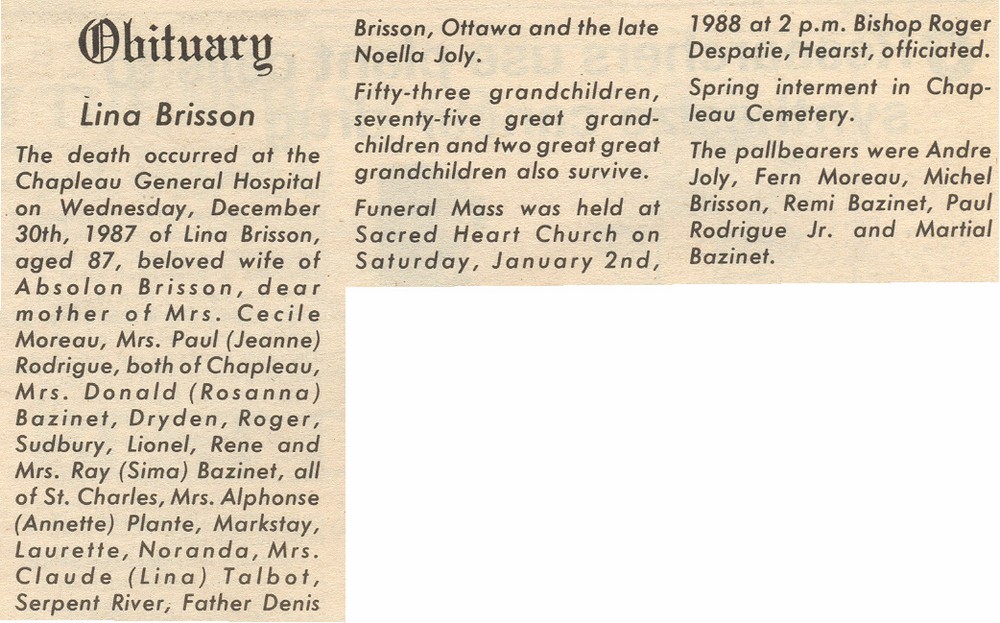 Obituary
Lina Brisson
The death occurred at the
Chapleau General Hospital
on Wednesday, December
30th, 1987 of Lina Brisson,
aged 87, beloved wife of
Absolon Brisson, dear
mother of Mrs. Cecile
Moreau, Mrs. Paul (Jeanne)
Rodrigue, both of Chapleau,
Mrs. Donald (Rosanna)
Bazinet, Dryden, Roger,
Sudbury, Lionel, Rene and
Mrs. Ray (Sima) Bazinet, all
of St. Charles, Mrs. Alphonse
(Annette) Plante, Markstay,
Laurette, Noranda, Mrs.
Claude (Lina) Talbot,
Serpent River, Father Denis
Brisson, Ottawa and the late
Noella Joly.
Fifty-three grandchildren,
seventy-five great grand-
children and two great great
grandchildren also survive.
Funeral Mass was held at
Sacred Heart Church on
Saturday, January 2nd,
1988 at 2 p.m. Bishop Roger
Despatie, Hearst, officiated.
Spring interment in Chap-
leau Cemetery.
The pallbearers were Andre
Joly, Fern Moreau, Michel
Brisson, Remi Bazinet, Paul
Rodrigue Jr. and Martial
Bazinet.